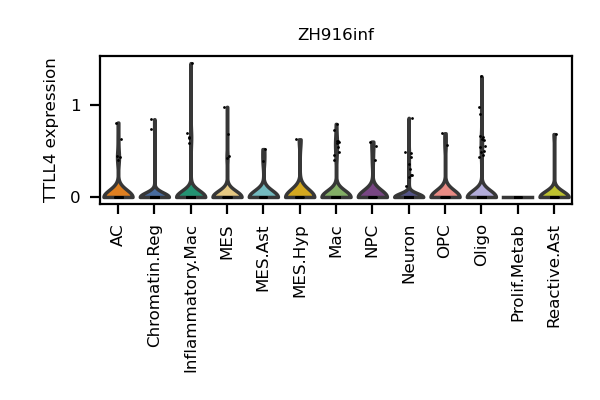 ZH916inf
TTLL4 expression
1
0
AC
Chromatin.Reg
Inflammatory.Mac
MES
MES.Ast
MES.Hyp
Mac
NPC
Neuron
OPC
Oligo
Prolif.Metab
Reactive.Ast